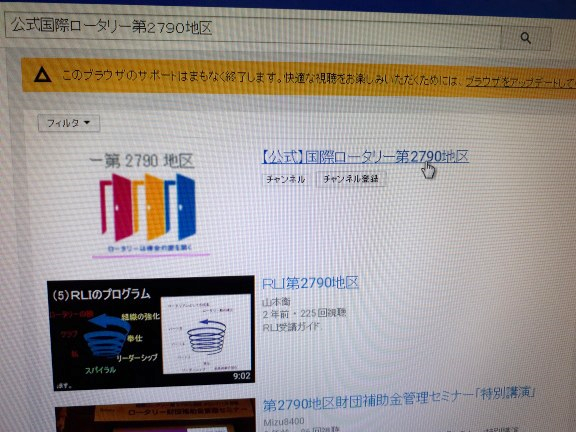 公式国際ロータリー第2790地区
このブラウザのサポートはまもなく終了します。快適な視聴をお楽しみいただくためには、ブラウザをアップデートして
フィルタ
ー第 2790 地区
【公式】国際ロータリー第2790地区
チャンネル チャンネル登録
ロータリーは機会の扉を開く
(5)RLIのプログラム
組織の強化
奉仕
リーダーシップ
スパイラル
ます。
9:02
RLI第2790地区
2 年前・225 回視聴
RLI受講ガイド
ロータリー財団補助金管理セミナー
第2790地区財団補助金管理セミナー「特別講演」
Mizu8400